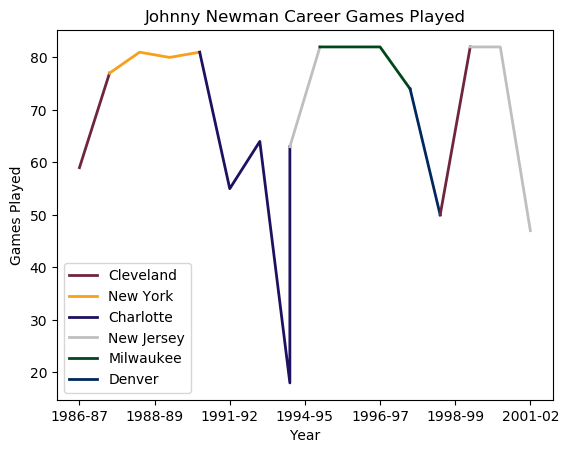 Johnny Newman Career Games Played
80
70
60
50
40
30
20
Games Played
Cleveland
New York
Charlotte
New Jersey
Milwaukee
Denver
1986-87 1988-89 1991-92 1994-95 1996-97 1998-99 2001-02
Year